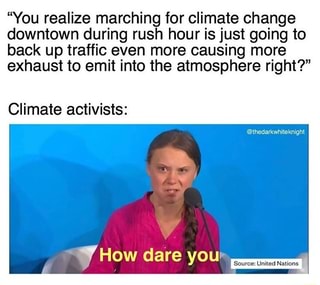 “You realize marching for climate change
downtown during rush hour is just going to
back up traffic even more causing more
exhaust to emit into the atmosphere right?”
Climate activists:
@thedarkwhiteknight
How dare you
Source: United Nations